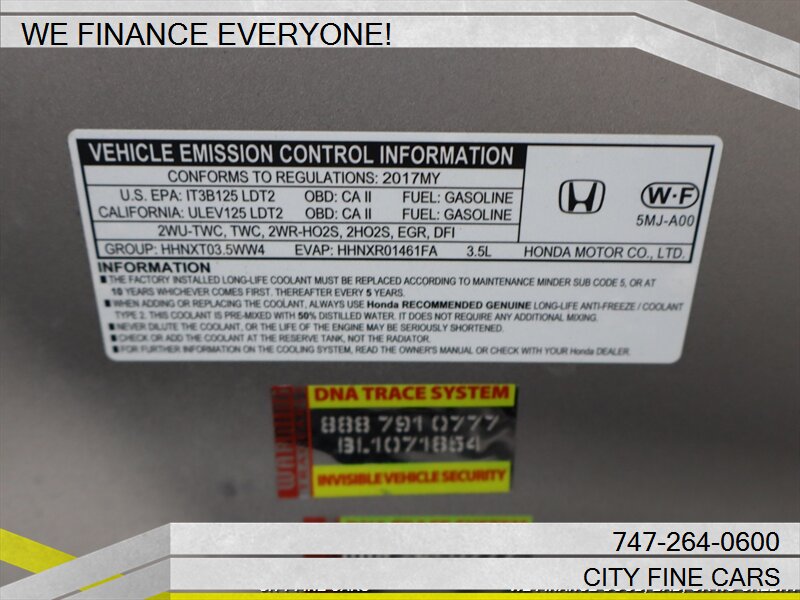 WE FINANCE EVERYONE!
VEHICLE EMISSION CONTROL INFORMATION
CONFORMS TO REGULATIONS: 2017MY
U.S. EPA: IT3B125 LDT2 OBD: CA II FUEL: GASOLINE
CALIFORNIA: ULEV125 LDT2 OBD: CA II FUEL: GASOLINE
2WU-TWC, TWC, 2WR-HO2S, 2HO2S, EGR, DFI
GROUP: HHNXT03.5WW4 EVAP: HHNXR01461FA 3.5L
W-F
5MJ-A00
HONDA MOTOR CO., LTD.
INFORMATION
■THE FACTORY INSTALLED LONG-LIFE COOLANT MUST BE REPLACED ACCORDING TO MAINTENANCE MINDER SUB CODE 5, OR AT
10 YEARS WHICHEVER COMES FIRST. THEREAFTER EVERY 5 YEARS.
■WHEN ADDING OR REPLACING THE COOLANT, ALWAYS USE Honda RECOMMENDED GENUINE LONG-LIFE ANTI-FREEZE / COOLANT
TYPE 2. THIS COOLANT IS PRE-MIXED WITH 50% DISTILLED WATER. IT DOES NOT REQUIRE ANY ADDITIONAL MIXING.
■NEVER DILUTE THE COOLANT, OR THE LIFE OF THE ENGINE MAY BE SERIOUSLY SHORTENED.
■CHECK OR ADD THE COOLANT AT THE RESERVE TANK, NOT THE RADIATOR.
■FOR FURTHER INFORMATION ON THE COOLING SYSTEM, READ THE OWNER'S MANUAL OR CHECK WITH YOUR Honda DEALER.
DNA TRACE SYSTEM
888 791 0777
BL1071854
INVISIBLE VEHICLE SECURITY
747-264-0600
CITY FINE CARS